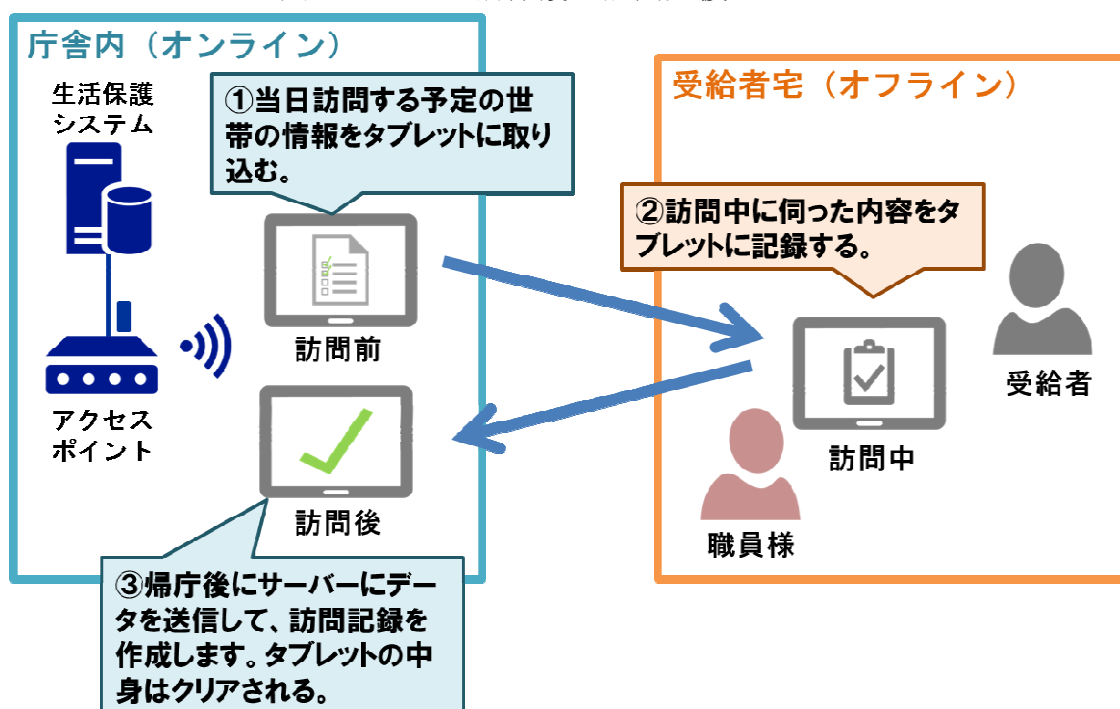 庁舎内（オンライン）
生活保護
システム
①当日訪問する予定の世
帯の情報をタブレットに取り
込む。
訪問前
アクセス
ポイント
訪問後
③帰庁後にサーバーにデー
タを送信して、訪問記録を
作成します。タブレットの中
身はクリアされる。
受給者宅（オフライン）
②訪問中に伺った内容をタ
ブレットに記録する。
受給者
訪問中
職員様